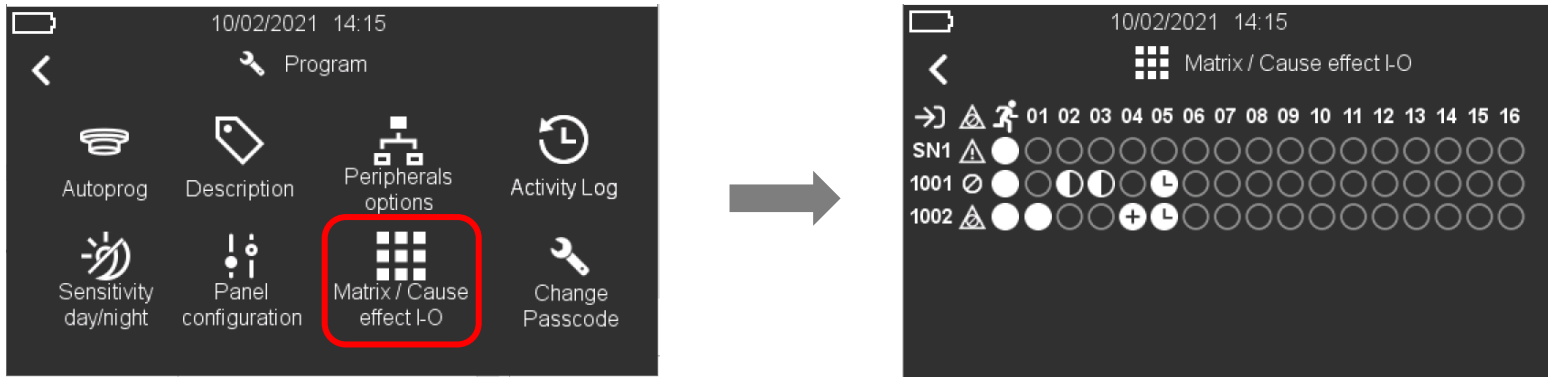 10/02/2021 14:15
Program
Autoprog
Description
Peripherals
options
Activity Log
Sensitivity
day/night
Panel
configuration
Matrix / Cause
effect I-O
Change
Passcode
10/02/2021 14:15
Matrix / Cause effect I-O
01 02 03 04 05 06 07 08 09 10 11 12 13 14 15 16
SN1
1001
1002